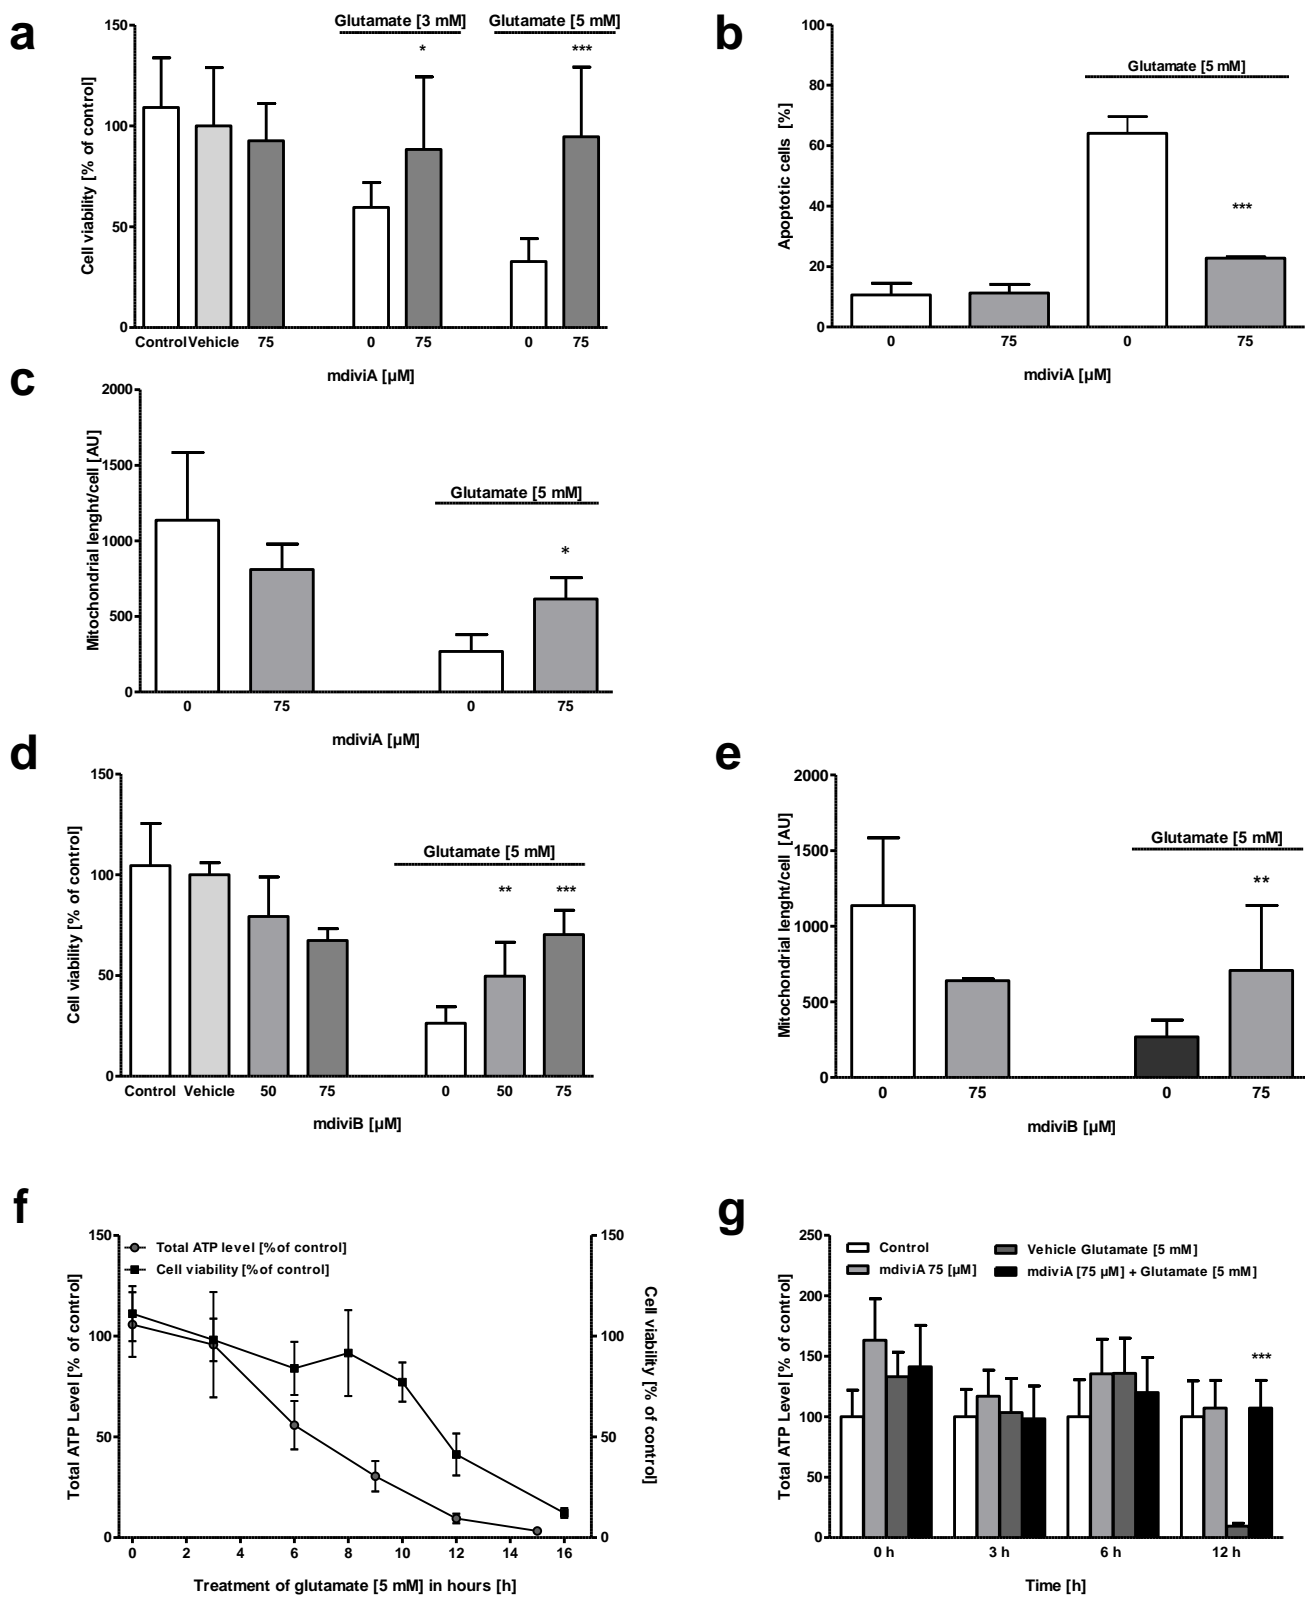 a
Glutamate [3 mM]
Glutamate [5 mM]
*
***
Cell viability [% of control]
150
100
50
0
Control Vehicle 75 0 75 0 75
mdiviA [µM]
b
Glutamate [5 mM]
***
Apoptotic cells [%]
100
80
60
40
20
0
0 75 0 75
mdiviA [µM]
c
Glutamate [5 mM]
*
Mitochondrial lenght/cell [AU]
2000
1500
1000
500
0
0 75 0 75
mdiviA [µM]
d
Glutamate [5 mM]
** ***
Cell viability [% of control]
150
100
50
0
Control Vehicle 50 75 0 50 75
mdiviB [µM]
e
Glutamate [5 mM]
**
Mitochondrial lenght/cell [AU]
2000
1500
1000
500
0
0 75 0 75
mdiviB [µM]
f
Total ATP level [% of control]
Cell viability [% of control]
Total ATP Level [% of control]
150
100
50
0
150
100
50
0
Cell viability [% of control]
0 2 4 6 8 10 12 14 16
Treatment of glutamate [5 mM] in hours [h]
g
Control
mdiviA 75 [µM]
Vehicle Glutamate [5 mM]
mdiviA [75 µM] + Glutamate [5 mM]
***
Total ATP Level [% of control]
250
200
150
100
50
0
0 h 3 h 6 h 12 h
Time [h]